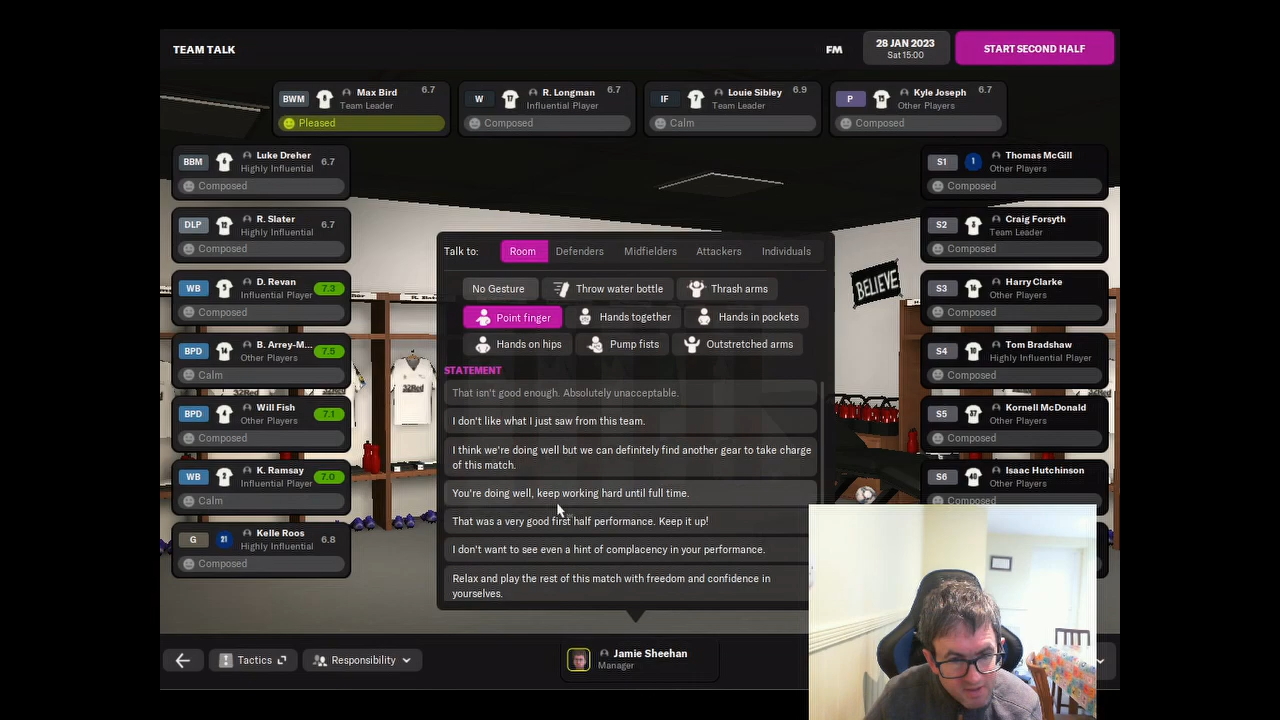 TEAM TALK
FM
28 JAN 2023
Sat 15:00
START SECOND HALF
BWM
8
Max Bird
6.7
Team Leader
Pleased
W
17
R. Longman
6.7
Influential Player
Composed
IF
7
Louie Sibley
6.9
Team Leader
Calm
P
15
Kyle Joseph
6.7
Other Players
Composed
BBM
Luke Dreher
6.7
Highly Influential
Composed
DLP
12
R. Slater
6.7
Highly Influential
Composed
WB
D. Revan
7.3
Influential Player
Composed
BPD
14
B. Arrey-M...
7.5
Other Players
Calm
BPD
4
Will Fish
7.1
Other Players
Composed
WB
K. Ramsay
7.0
Influential Player
Calm
G
21
Kelle Roos
6.8
Highly Influential
Composed
S1
1
Thomas McGill
Other Players
Composed
S2
Craig Forsyth
Team Leader
Composed
S3
Harry Clarke
Other Players
Composed
S4
Tom Bradshaw
Highly Influential Player
Composed
S5
37
Kornell McDonald
Other Players
Composed
S6
40
Isaac Hutchinson
Other Players
Composed
BELIEVE
32Red
Talk to:
Room
Defenders
Midfielders
Attackers
Individuals
No Gesture
Throw water bottle
Thrash arms
Point finger
Hands together
Hands in pockets
Hands on hips
Pump fists
Outstretched arms
STATEMENT
That isn't good enough. Absolutely unacceptable.
I don't like what I just saw from this team.
I think we're doing well but we can definitely find another gear to take charge
of this match.
You're doing well, keep working hard until full time.
That was a very good first half performance. Keep it up!
I don't want to see even a hint of complacency in your performance.
Relax and play the rest of this match with freedom and confidence in
yourselves.
Tactics
Responsibility
Jamie Sheehan
Manager